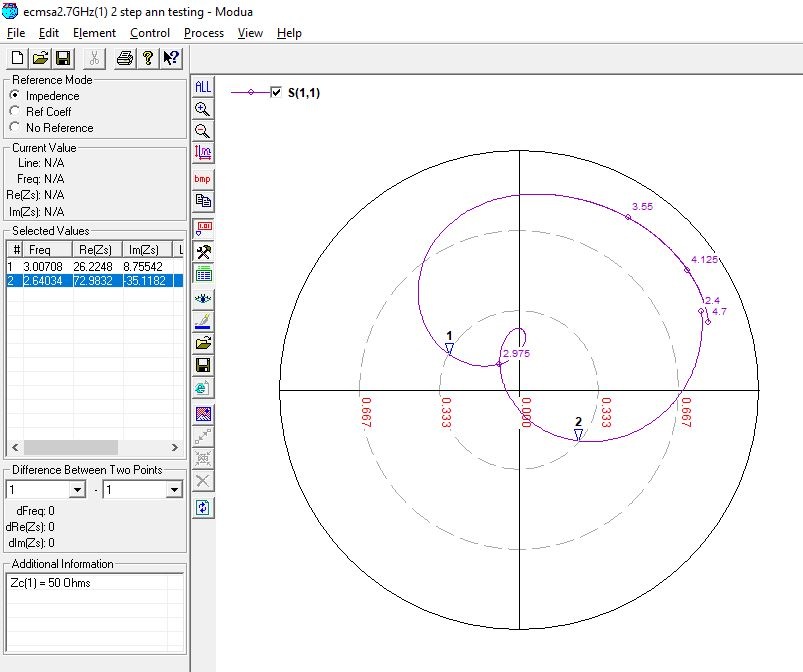 ecmsa2.7GHz(1) 2 step ann testing - Modua
File Edit Element Control Process View Help
Reference Mode
Impedence
Ref Coeff
No Reference
Current Value
Line: N/A
Freq: N/A
Re(Zs): N/A
Im(Zs): N/A
Selected Values
# Freq Re(Zs) Im(Zs) L
1 3.00708 26.2248 8.75542
2 2.64034 72.9832 -35.1182
Difference Between Two Points
1 - 1
dFreq: 0
dRe(Zs): 0
dIm(Zs): 0
Additional Information
Zc(1) = 50 Ohms
ALL
bmp
1.01
S(1,1)
3.55
4.125
2.4
4.7
1
2.975
2
0.667 0.333 0.000 0.333 0.667